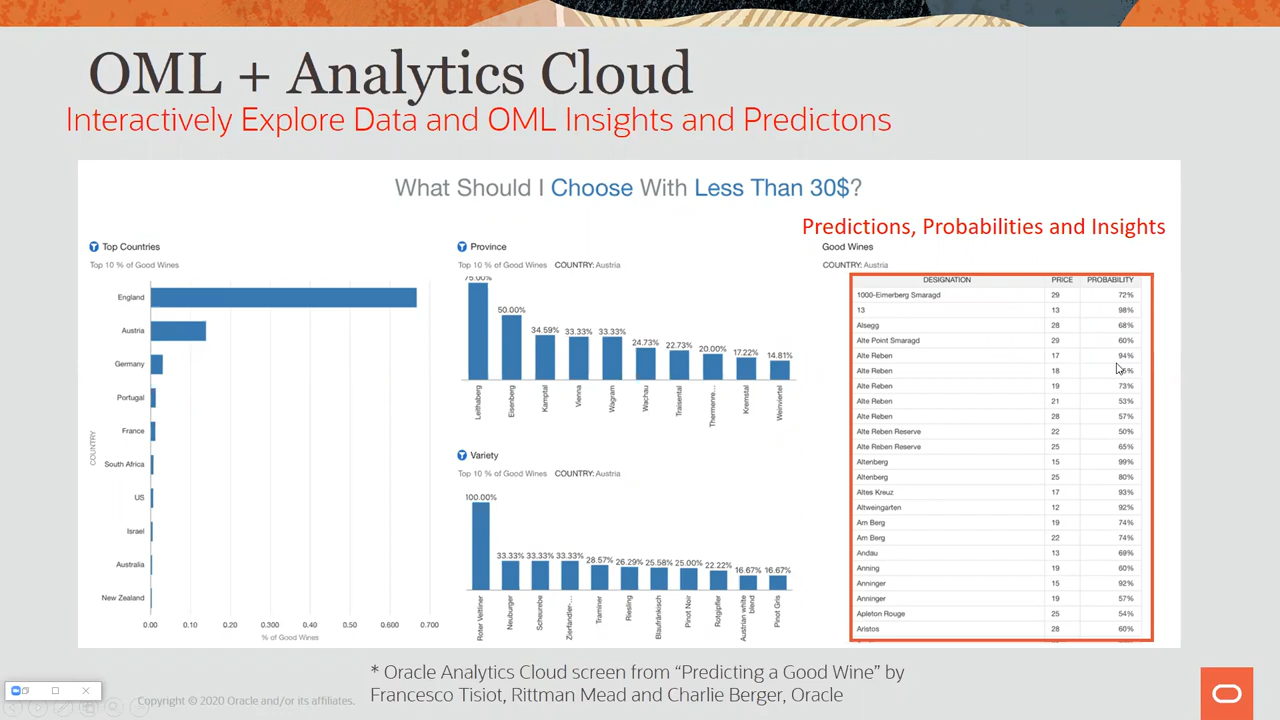 OML + Analytics Cloud
Interactively Explore Data and OML Insights and Predictons
What Should I Choose With Less Than 30$?
Predictions, Probabilities and Insights
Top Countries
Top 10 % of Good Wines
England
Austria
Germany
Portugal
France
South Africa
US
Israel
Australia
New Zealand
COUNTRY
0.00 0.10 0.20 0.30 0.40 0.50 0.600 0.700
% of Good Wines
Province
Top 10 % of Good Wines COUNTRY: Austria
75.00%
50.00%
34.59% 33.33% 33.33%
24.73% 22.73% 20.00% 17.22% 14.81%
Leithaberg Eisenberg Kamptal Vienna Wagram Wachau Traisental Thermenre... Kremstal Weinviertel
Variety
Top 10 % of Good Wines COUNTRY: Austria
100.00%
33.33% 33.33% 33.33% 28.57% 26.29% 25.58% 25.00% 22.22% 16.67% 16.67%
Roter Veltliner Neuburger Scheurebe Zierfandler-... Traminer Riesling Blaufränkisch Pinot Noir Rotgipfler Austrian white blend Pinot Gris
Good Wines
COUNTRY: Austria
DESIGNATION PRICE PROBABILITY
1000-Eimerberg Smaragd 29 72%
13 13 98%
Alsegg 28 68%
Alte Point Smaragd 29 60%
Alte Reben 17 94%
Alte Reben 18
Alte Reben 19 73%
Alte Reben 21 53%
Alte Reben 28 57%
Alte Reben Reserve 22 50%
Alte Reben Reserve 25 65%
Altenberg 15 99%
Altenberg 25 80%
Altes Kreuz 17 93%
Altweingarten 12 92%
Am Berg 19 74%
Am Berg 22 74%
Andau 13 69%
Anning 19 60%
Anninger 15 92%
Anninger 19 57%
Apleton Rouge 25 54%
Aristos 28 60%
* Oracle Analytics Cloud screen from “Predicting a Good Wine” by
Francesco Tisiot, Rittman Mead and Charlie Berger, Oracle
Copyright © 2020 Oracle and/or its affiliates.